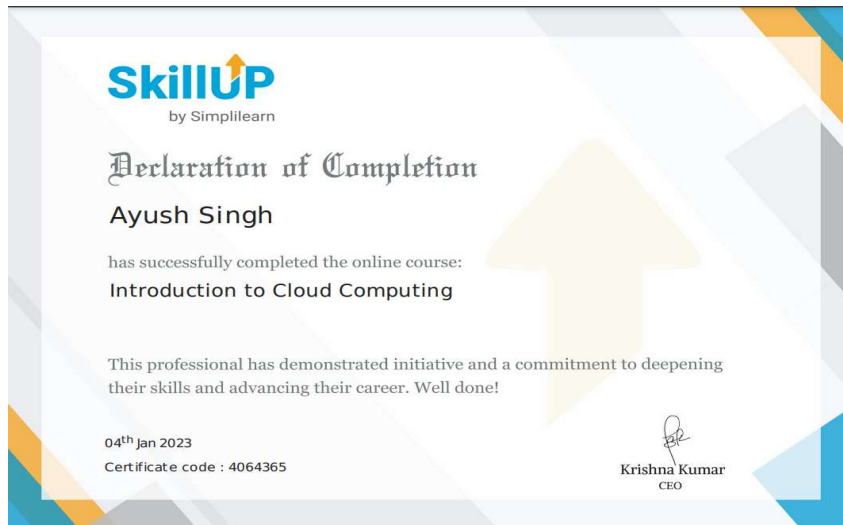 SkillUP
by Simplilearn
Declaration of Completion
Ayush Singh
has successfully completed the online course:
Introduction to Cloud Computing
This professional has demonstrated initiative and a commitment to deepening
their skills and advancing their career. Well done!
04th Jan 2023
Certificate code : 4064365
Krishna Kumar
CEO